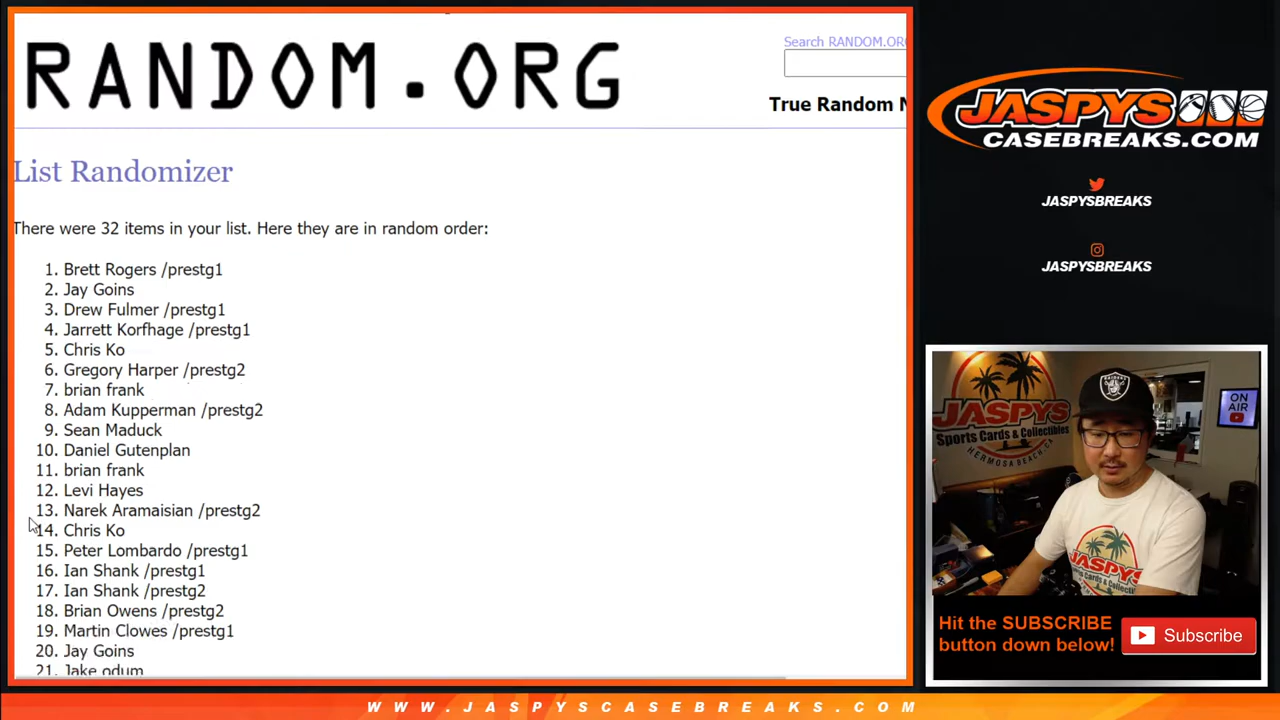 RANDOM.ORG
Search RANDOM.OR
True Random
List Randomizer
There were 32 items in your list. Here they are in random order:
1. Brett Rogers /prestg1
2. Jay Goins
3. Drew Fulmer /prestg1
4. Jarrett Korfhage /prestg1
5. Chris Ko
6. Gregory Harper /prestg2
7. brian frank
8. Adam Kupperman /prestg2
9. Sean Maduck
10. Daniel Gutenplan
11. brian frank
12. Levi Hayes
13. Narek Aramaisian /prestg2
14. Chris Ko
15. Peter Lombardo /prestg1
16. Ian Shank /prestg1
17. Ian Shank /prestg2
18. Brian Owens /prestg2
19. Martin Clowes /prestg1
20. Jay Goins
21. Jake odum
JASPYS
CASEBREAKS.COM
JASPYSBREAKS
JASPYSBREAKS
JASPYS
Sports Cards & Collectibles
HERMOSA BEACH, CA
ON
AIR
RAIDERS
JASPYS
Hit the SUBSCRIBE
button down below!
Subscribe
WWW.JASPYSCASEBREAKS.COM